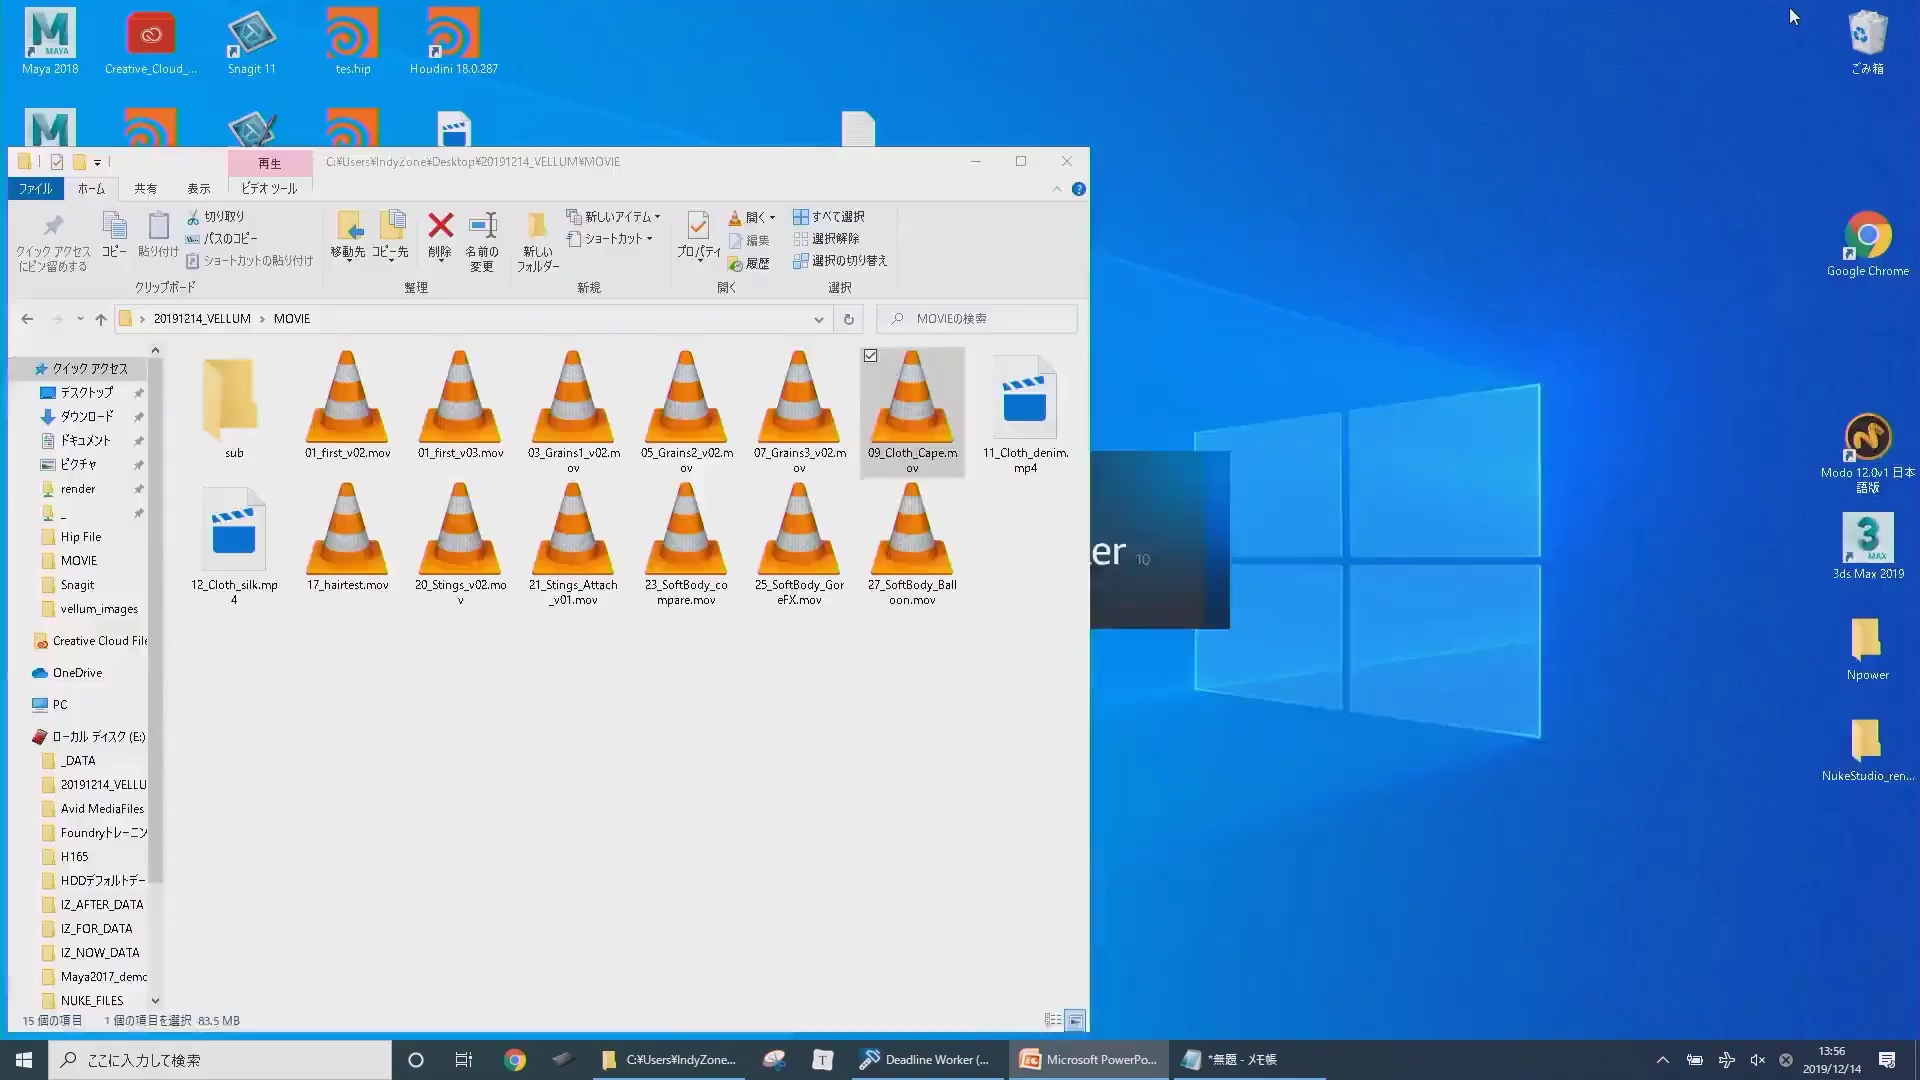 Maya 2018
Creative_Cloud_...
Snagit 11
tes.hip
Houdini 18.0.287
ごみ箱
再生
C:¥Users¥IndyZone¥Desktop¥20191214_VELLUM¥MOVIE
ファイル
ホーム
共有
表示
ビデオ ツール
クイック アクセス
にピン留めする
コピー
貼り付け
切り取り
パスのコピー
ショートカットの貼り付け
クリップボード
移動先
コピー先
削除
名前の
変更
整理
新しい
フォルダー
新しいアイテム
ショートカット
新規
プロパティ
開く
編集
履歴
開く
すべて選択
選択解除
選択の切り替え
選択
20191214_VELLUM > MOVIE
MOVIEの検索
クイック アクセス
デスクトップ
ダウンロード
ドキュメント
ピクチャ
render
_
Hip File
MOVIE
Snagit
vellum_images
Creative Cloud File
OneDrive
PC
ローカル ディスク (E:)
_DATA
20191214_VELLU
Avid MediaFiles
Foundryトレーニン
H165
HDDデフォルトデー
IZ_AFTER_DATA
IZ_FOR_DATA
IZ_NOW_DATA
Maya2017_demo
NUKE_FILES
sub
01_first_v02.mov
01_first_v03.mov
03_Grains1_v02.m
ov
05_Grains2_v02.m
ov
07_Grains3_v02.m
ov
09_Cloth_Cape.m
ov
11_Cloth_denim.
mp4
12_Cloth_silk.mp
4
17_hairtest.mov
20_Stings_v02.mo
v
21_Stings_Attach
_v01.mov
23_SoftBody_co
mpare.mov
25_SoftBody_Gor
eFX.mov
27_SoftBody_Ball
oon.mov
15 個の項目
1 個の項目を選択 83.5 MB
er 10
Google Chrome
Modo 12.0v1 日本
語版
3ds Max 2019
Npower
NukeStudio_ren...
ここに入力して検索
C:¥Users¥IndyZone...
Deadline Worker (...
Microsoft PowerPo...
*無題 - メモ帳
13:56
2019/12/14